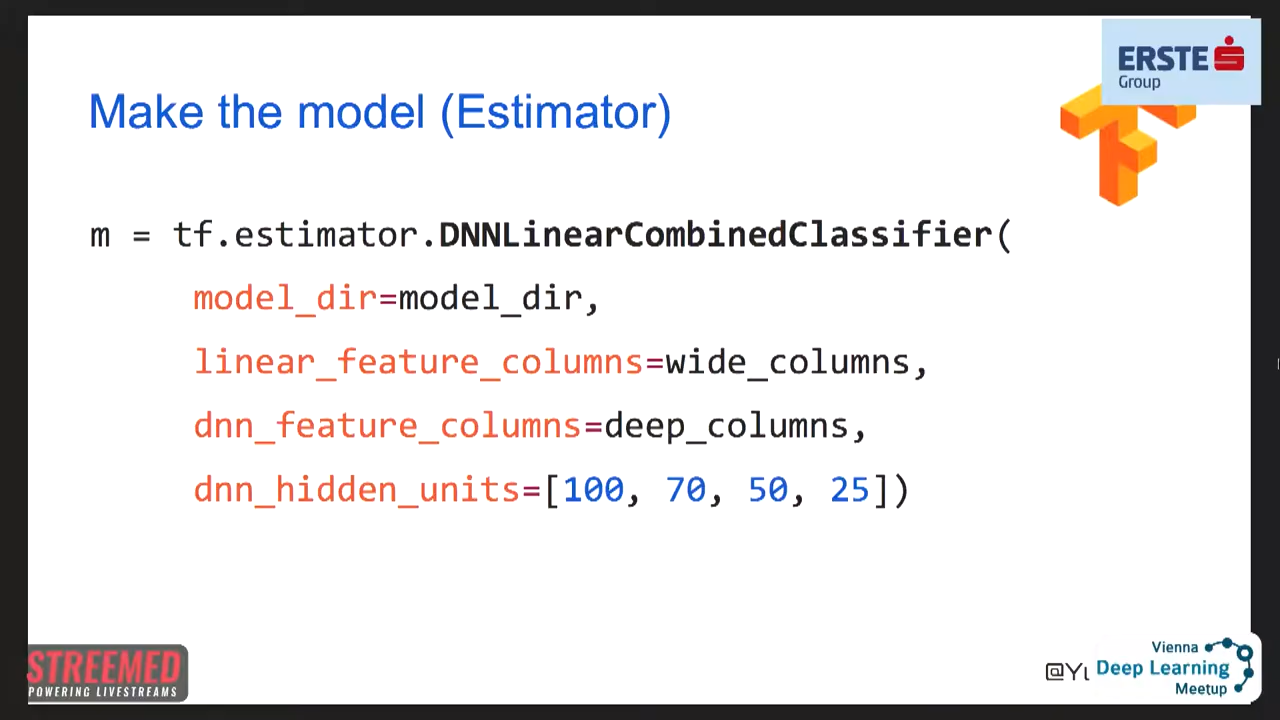 ERSTE
Group
Make the model (Estimator)
m = tf.estimator.DNNLinearCombinedClassifier(
model_dir=model_dir,
linear_feature_columns=wide_columns,
dnn_feature_columns=deep_columns,
dnn_hidden_units=[100, 70, 50, 25])
STREEMED
POWERING LIVESTREAMS
Vienna
Deep Learning
Meetup